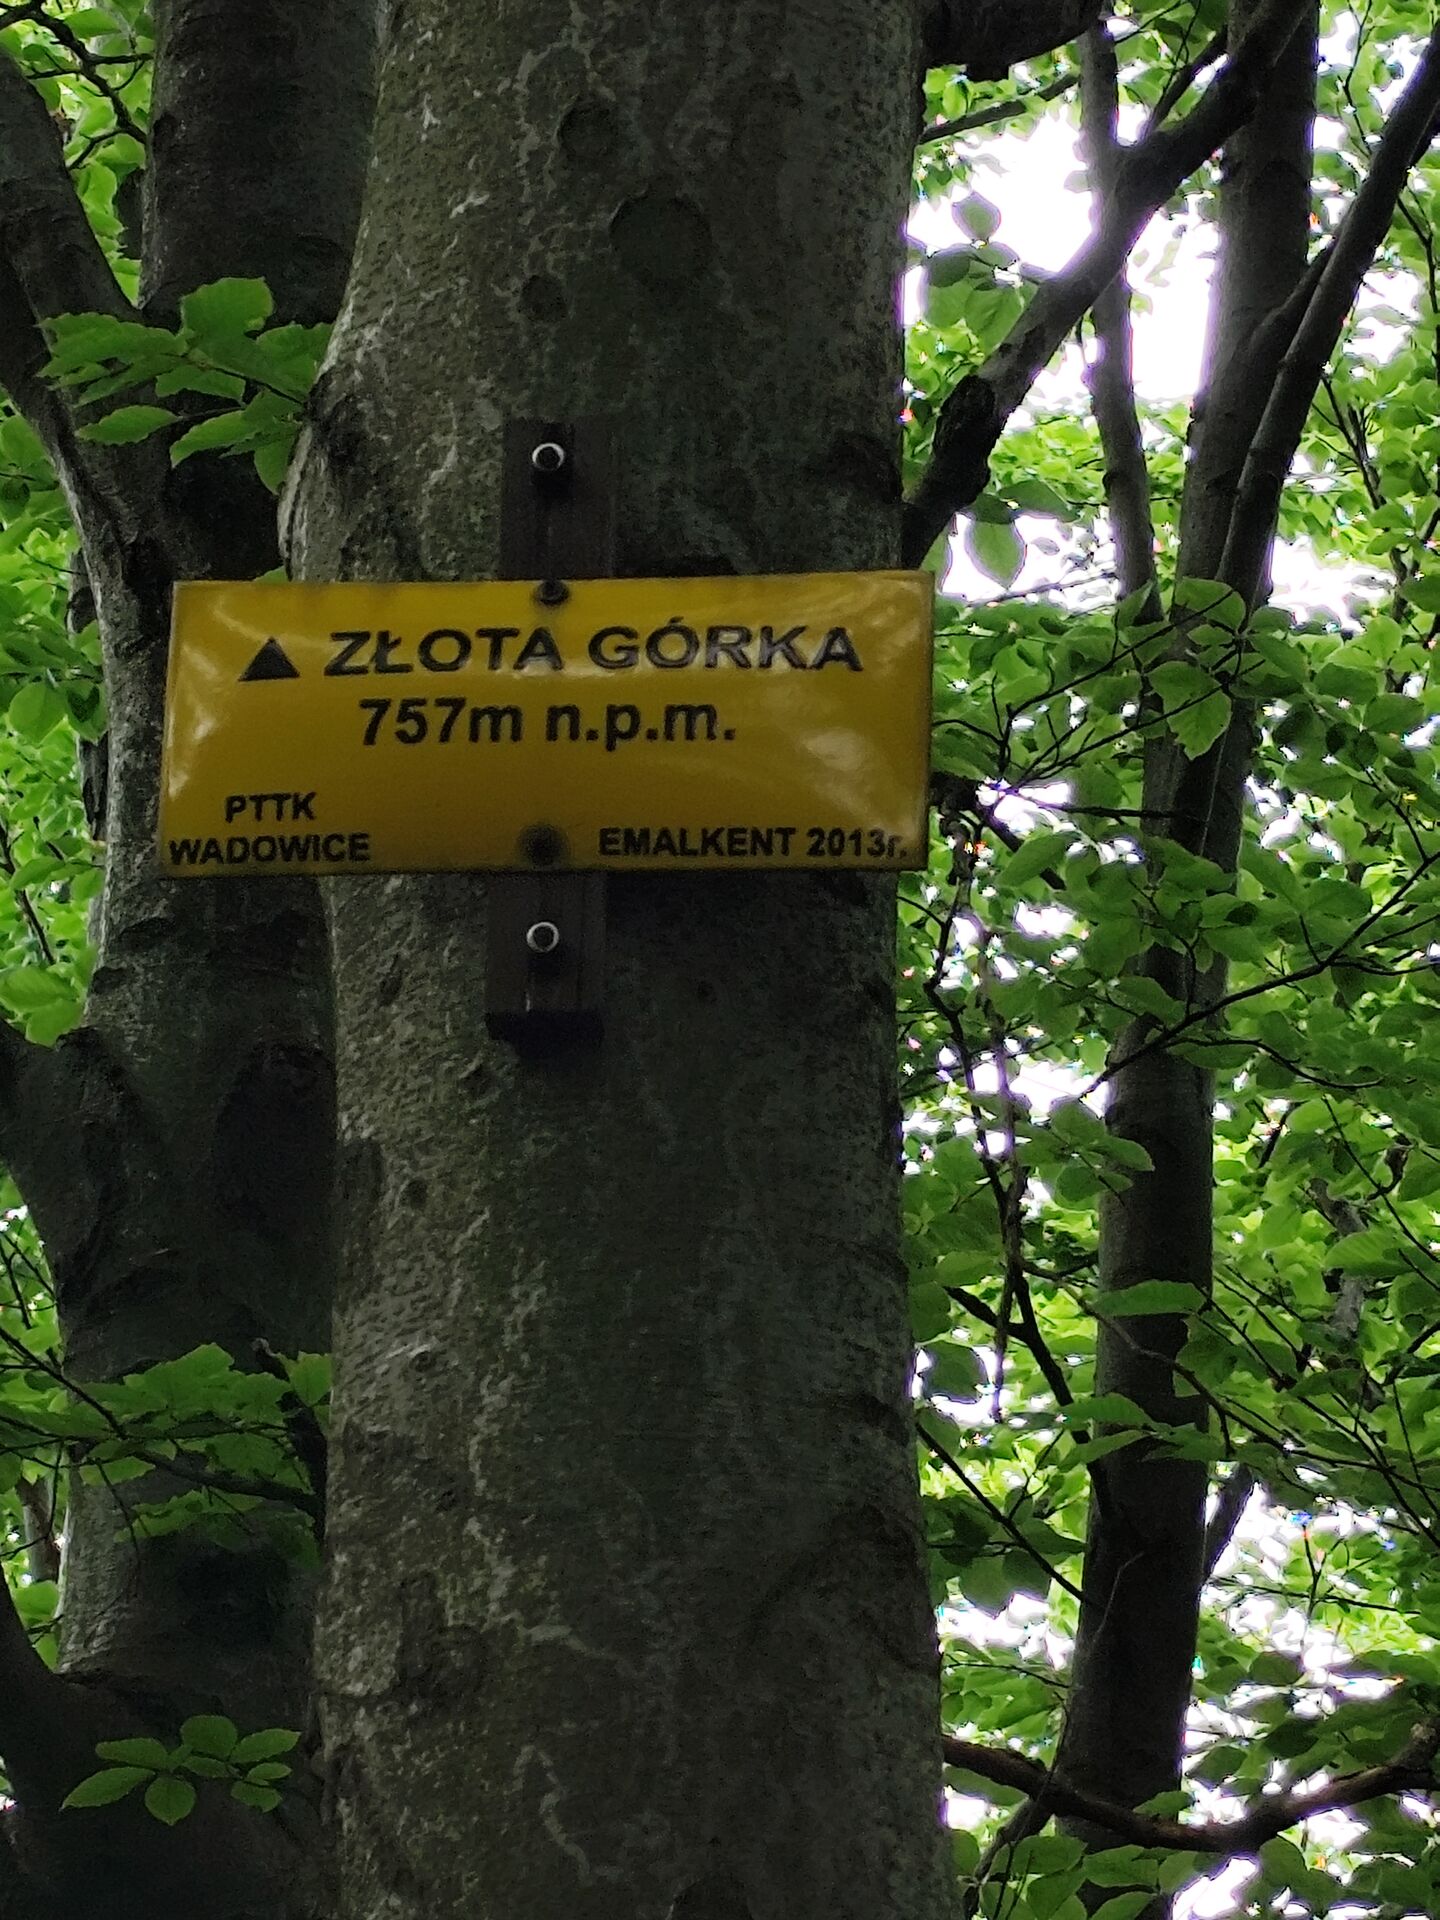 ZŁOTA GÓRKA
757m n.p.m.
PTTK
WADOWICE
EMALKENT 2013r.